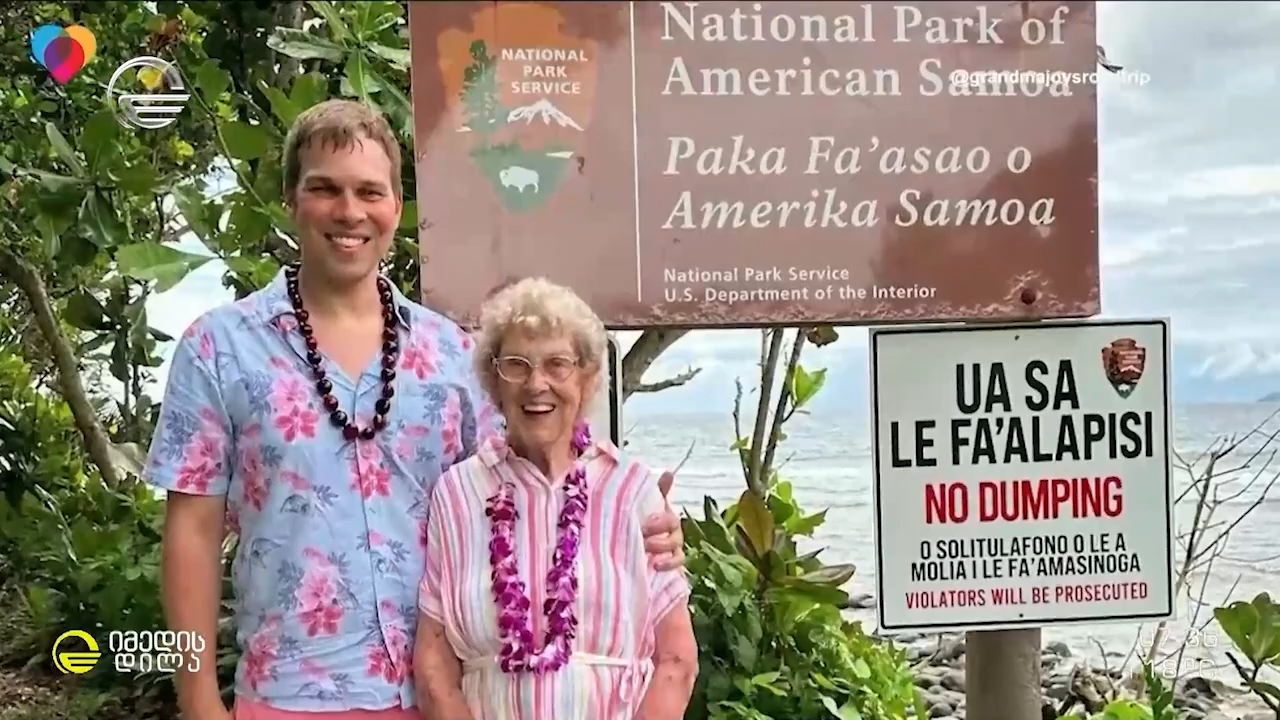 NATIONAL
PARK
SERVICE
National Park of
American Samoa
@grandmajoysroadtrip
Paka Fa'asao o
Amerika Samoa
National Park Service
U.S. Department of the Interior
UA SA
LE FA'ALAPISI
NO DUMPING
O SOLITULAFONO O LE A
MOLIA I LE FA'AMASINOGA
VIOLATORS WILL BE PROSECUTED
იმედის
დილა